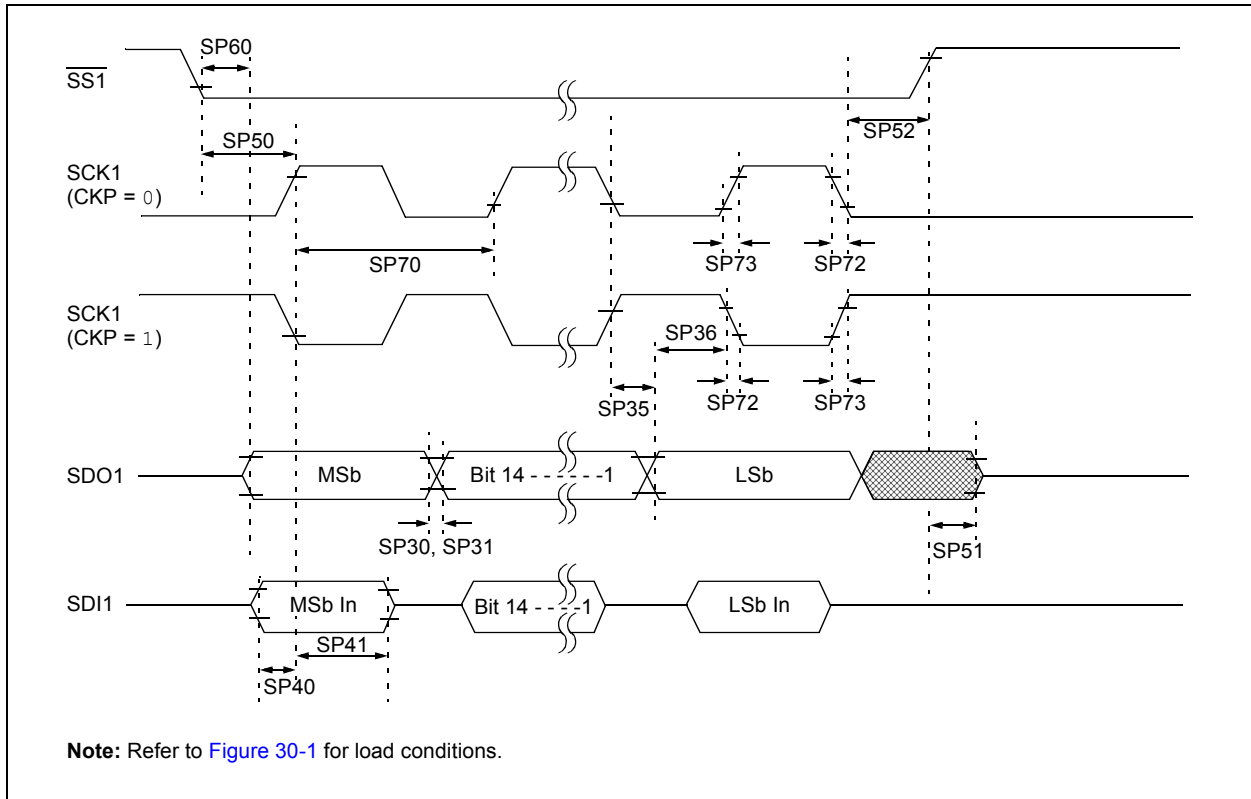 SP60
SS1
SP50
SP52
SCK1
(CKP = 0)
SP70
SP73
SP72
SCK1
(CKP = 1)
SP36
SP35
SP72
SP73
SDO1
MSb
Bit 14 - - - - - -1
LSb
SP30, SP31
SP51
SDI1
MSb In
Bit 14 - - - -1
LSb In
SP41
SP40
Note: Refer to Figure 30-1 for load conditions.